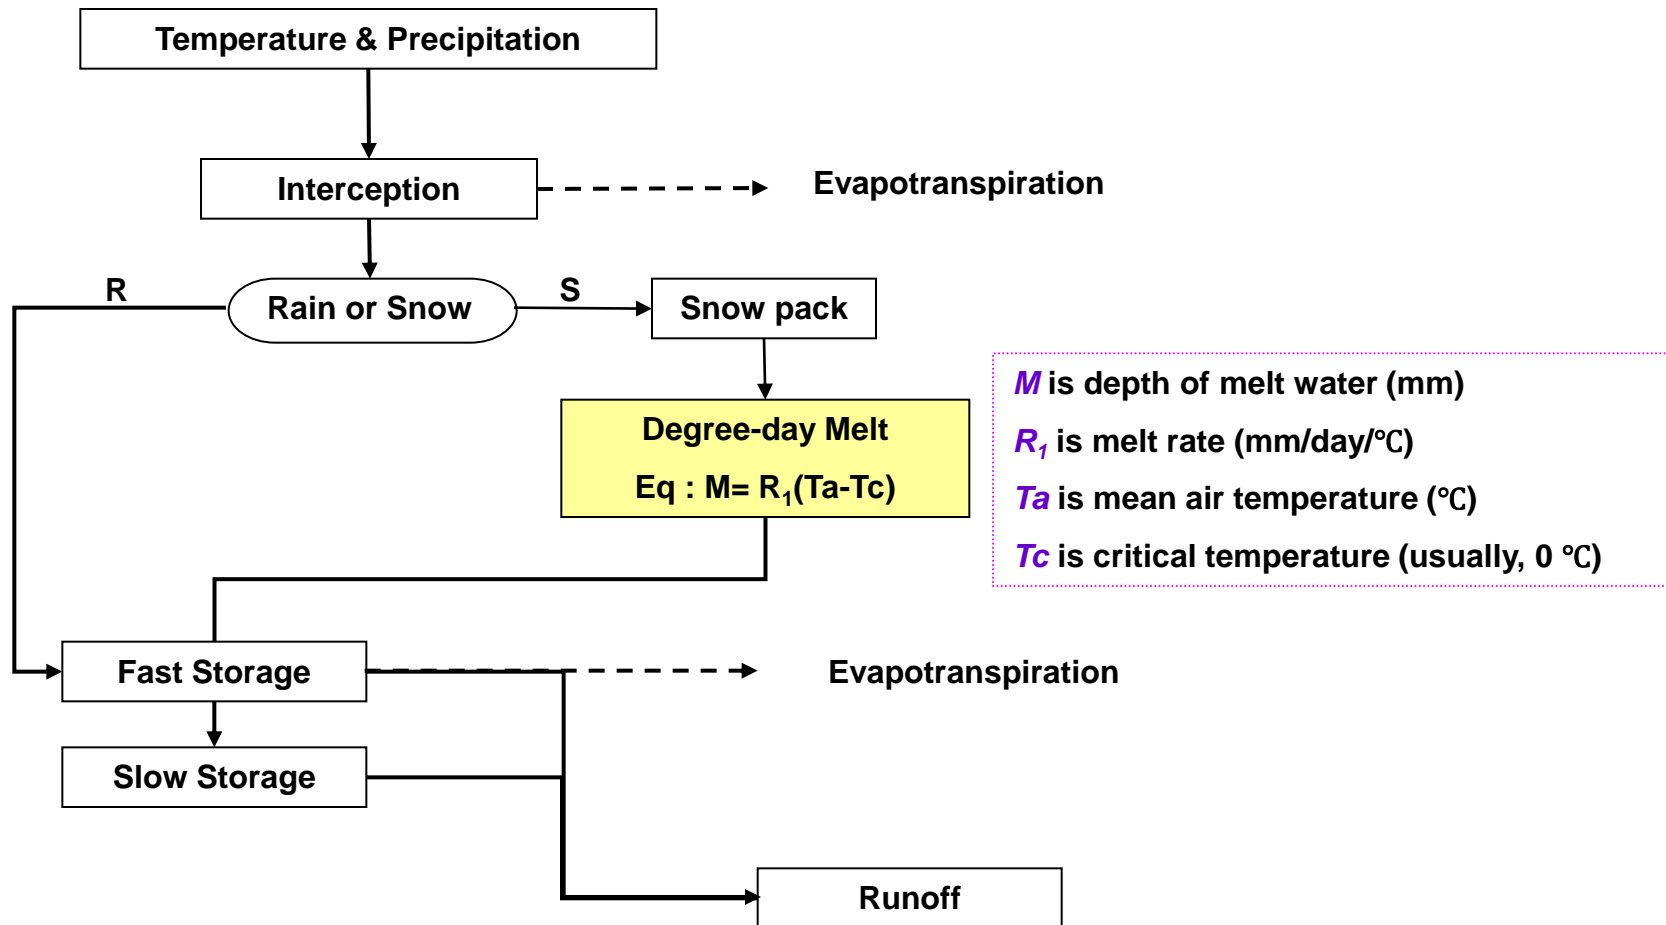 Temperature & Precipitation
Interception
Evapotranspiration
R
Rain or Snow
S
Snow pack
Degree-day Melt
Eq : M= R₁(Ta-Tc)
M is depth of melt water (mm)
R₁ is melt rate (mm/day/℃)
Ta is mean air temperature (℃)
Tc is critical temperature (usually, 0 ℃)
Fast Storage
Evapotranspiration
Slow Storage
Runoff